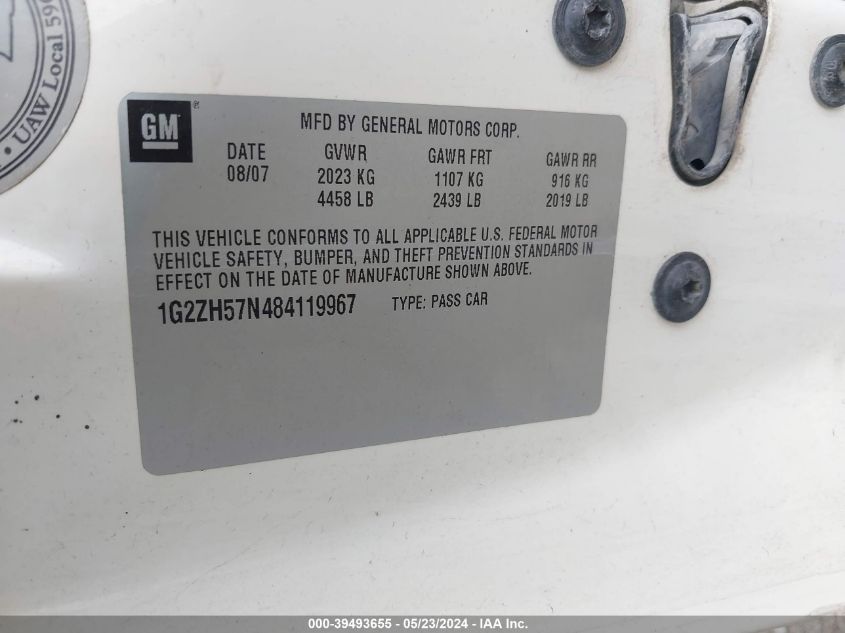 UAW Local 596
GM ®
MFD BY GENERAL MOTORS CORP.
DATE GVWR GAWR FRT GAWR RR
08/07 2023 KG 1107 KG 916 KG
4458 LB 2439 LB 2019 LB
THIS VEHICLE CONFORMS TO ALL APPLICABLE U.S. FEDERAL MOTOR
VEHICLE SAFETY, BUMPER, AND THEFT PREVENTION STANDARDS IN
EFFECT ON THE DATE OF MANUFACTURE SHOWN ABOVE.
1G2ZH57N484119967 TYPE: PASS CAR
000-39493655 - 05/23/2024 - IAA Inc.